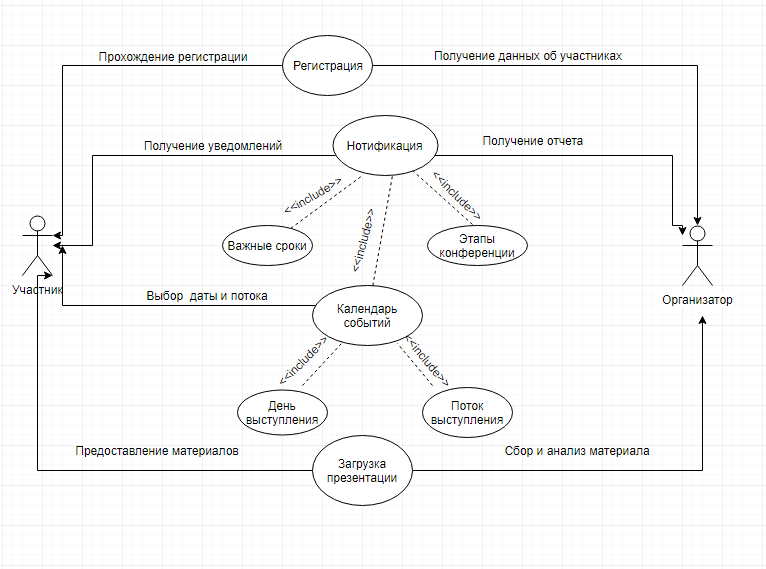 Прохождение регистрации
Получение данных об участниках
Регистрация
Получение уведомлений
Нотификация
Получение отчета
<<include>>
<<include>>
<<include>>
Важные сроки
Этапы
конференции
Участник
Организатор
Выбор даты и потока
Календарь
событий
<<include>>
<<include>>
День
выступления
Поток
выступления
Предоставление материалов
Сбор и анализ материала
Загрузка
презентации